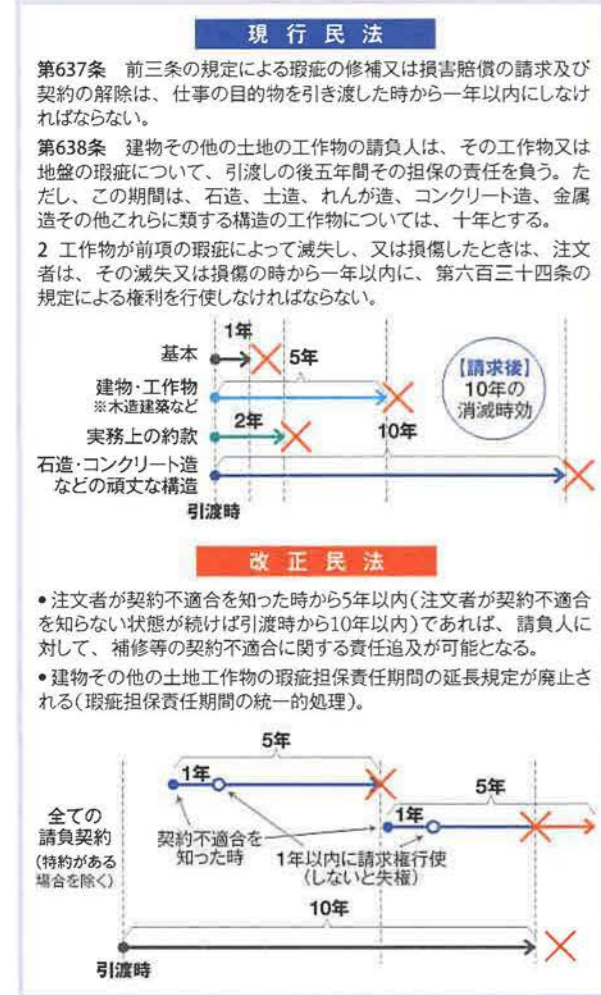 現行民法
第637条　前三条の規定による瑕疵の修補又は損害賠償の請求及び
契約の解除は、仕事の目的物を引き渡した時から一年以内にしなけ
ればならない。
第638条　建物その他の土地の工作物の請負人は、その工作物又は
地盤の瑕疵について、引渡しの後五年間その担保の責任を負う。た
だし、この期間は、石造、土造、れんが造、コンクリート造、金属
造その他これらに類する構造の工作物については、十年とする。
2 工作物が前項の瑕疵によって滅失し、又は損傷したときは、注文
者は、その滅失又は損傷の時から一年以内に、第六百三十四条の
規定による権利を行使しなければならない。
1年
基本
5年
建物・工作物
※木造建築など
【請求後】
10年の
消滅時効
実務上の約款
2年
10年
石造・コンクリート造
などの頑丈な構造
引渡時
改正民法
•注文者が契約不適合を知った時から5年以内(注文者が契約不適合
を知らない状態が続けば引渡時から10年以内)であれば、請負人に
対して、補修等の契約不適合に関する責任追及が可能となる。
•建物その他の土地工作物の瑕疵担保責任期間の延長規定が廃止さ
れる(瑕疵担保責任期間の統一的処理)。
5年
1年
5年
1年
全ての
請負契約
(特約がある
場合を除く)
契約不適合を
知った時
1年以内に請求権行使
(しないと失権)
10年
引渡時